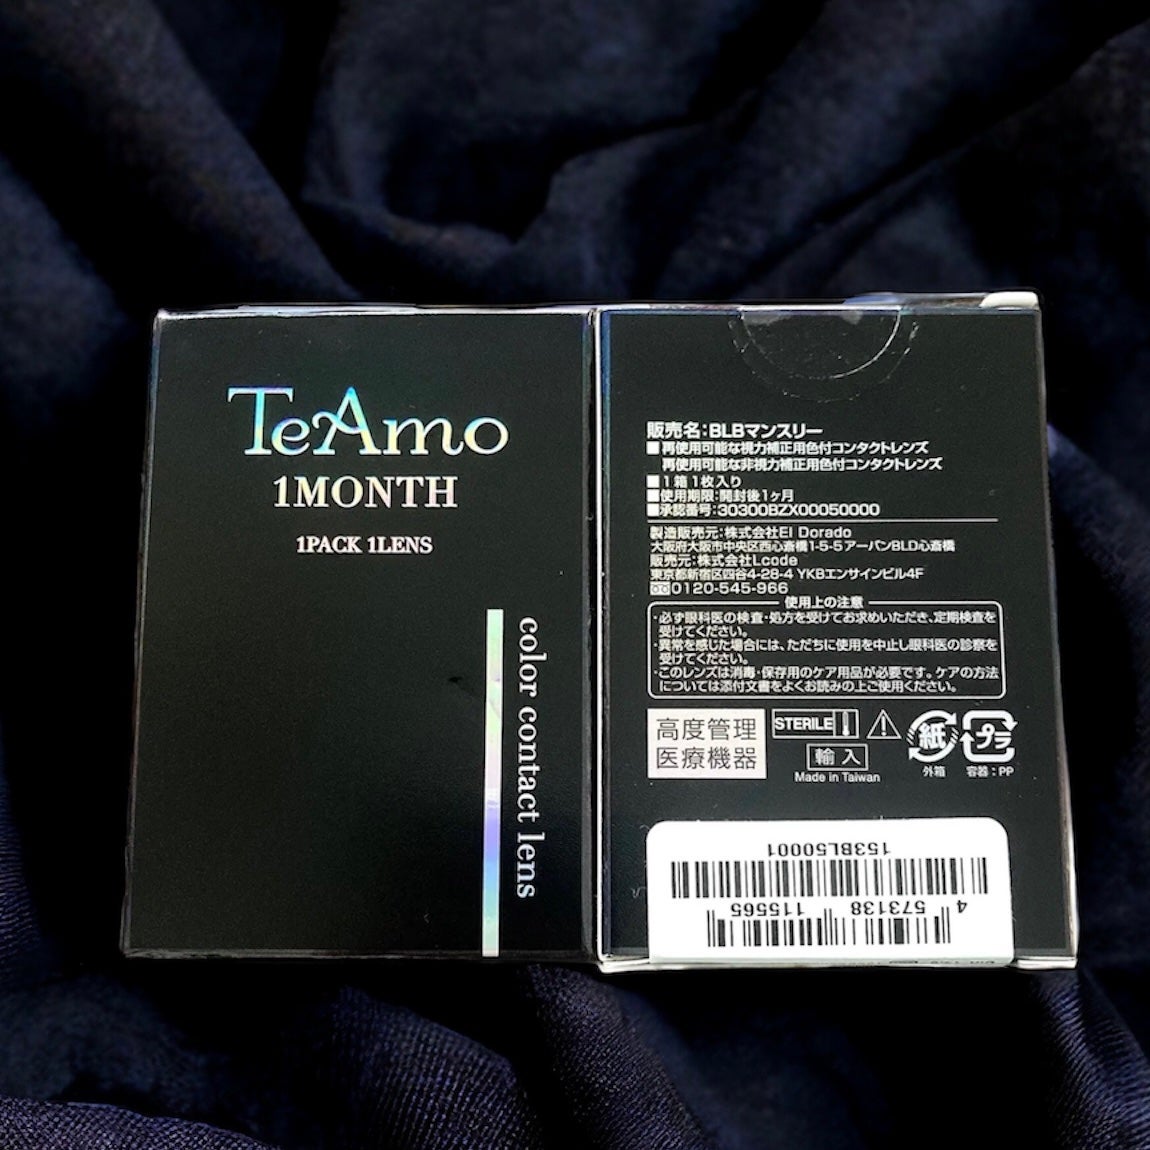 TeAmo
1MONTH
1PACK 1LENS
color contact lens
販売名:BLBマンスリー
■再使用可能な視力補正用色付コンタクトレンズ
再使用可能な非視力補正用色付コンタクトレンズ
■1箱1枚入り
■使用期限:開封後1ヶ月
■承認番号:30300BZX00050000
製造販売元:株式会社El Dorado
大阪府大阪市中央区西心斎橋1-5-5アーバンBLD心斎橋
販売元:株式会社Lcode
東京都新宿区四谷4-28-4 YKBエンサインビル4F
0120-545-966
使用上の注意
・必ず眼科医の検査・処方を受けてお求めいただき、定期検査を
受けてください。
・異常を感じた場合には、ただちに使用を中止し眼科医の診察を
受けてください。
・このレンズは消毒・保存用のケア用品が必要です。ケアの方法
については添付文書をよくお読みの上ご使用ください。
高度管理
医療機器
STERILE
輸入
Made in Taiwan
紙
外箱
プラ
容器:PP
153BL50001
4 573138 115565